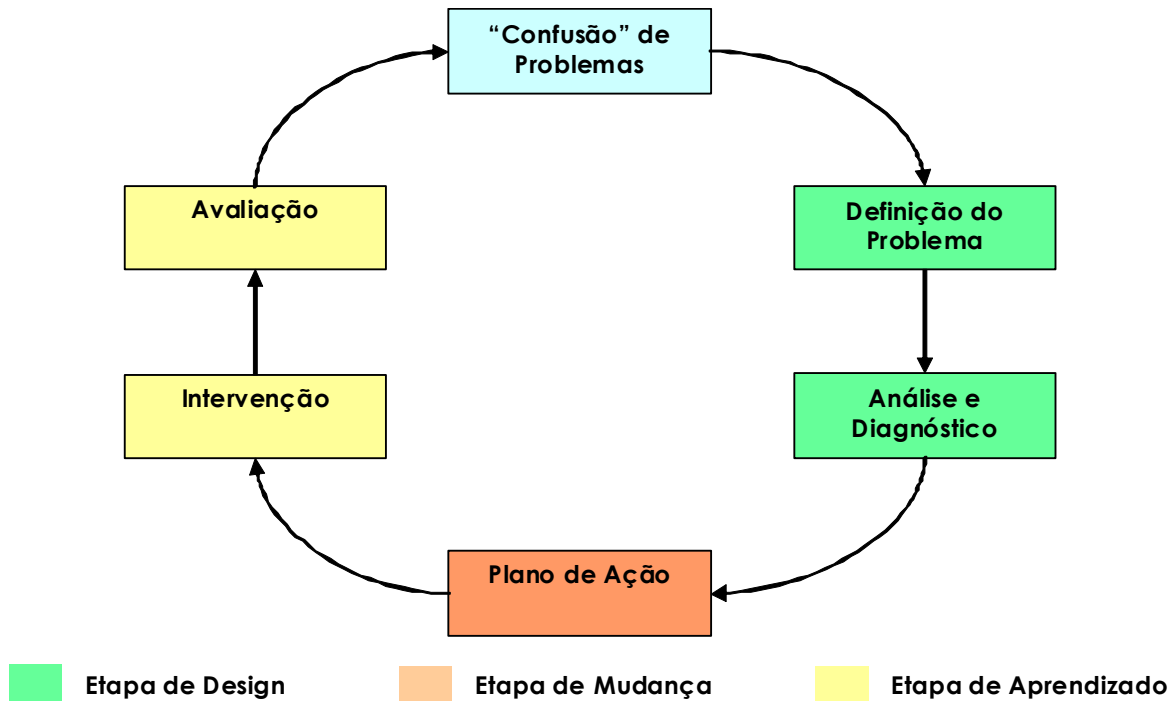 “Confusão” de
Problemas
Avaliação
Definição do
Problema
Intervenção
Análise e
Diagnóstico
Plano de Ação
Etapa de Design
Etapa de Mudança
Etapa de Aprendizado